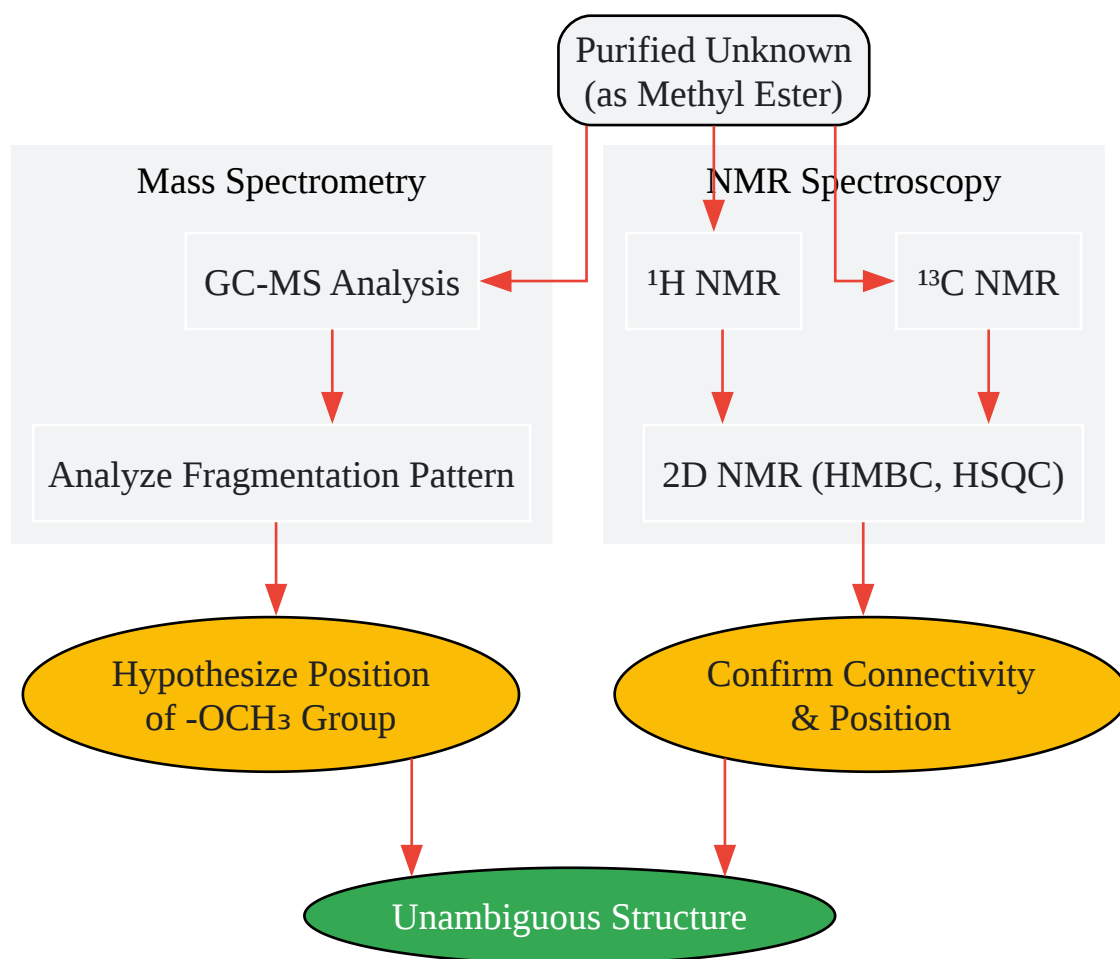 Purified Unknown
(as Methyl Ester)
Mass Spectrometry
NMR Spectroscopy
GC-MS Analysis
¹H NMR
¹³C NMR
Analyze Fragmentation Pattern
2D NMR (HMBC, HSQC)
Hypothesize Position
of -OCH₃ Group
Confirm Connectivity
& Position
Unambiguous Structure